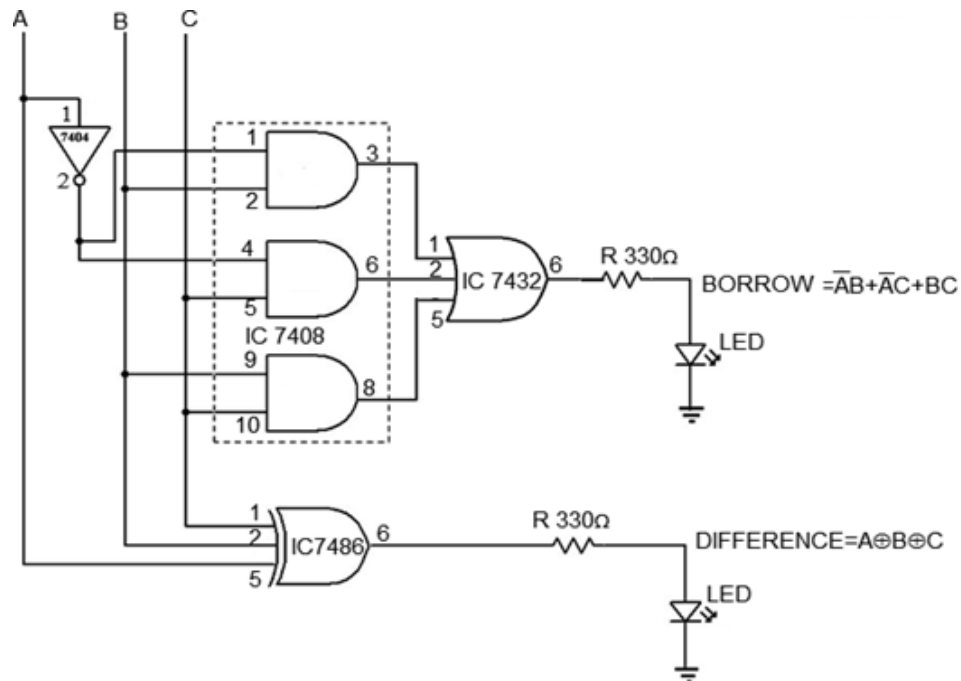 A B C
1
7404
2
1
2
3
4
5
6
IC 7408
9
10
8
1
2
5
IC 7432
6
R 330Ω
BORROW =A̅B+A̅C+BC
LED
1
2
5
IC7486
6
R 330Ω
DIFFERENCE=A⊕B⊕C
LED